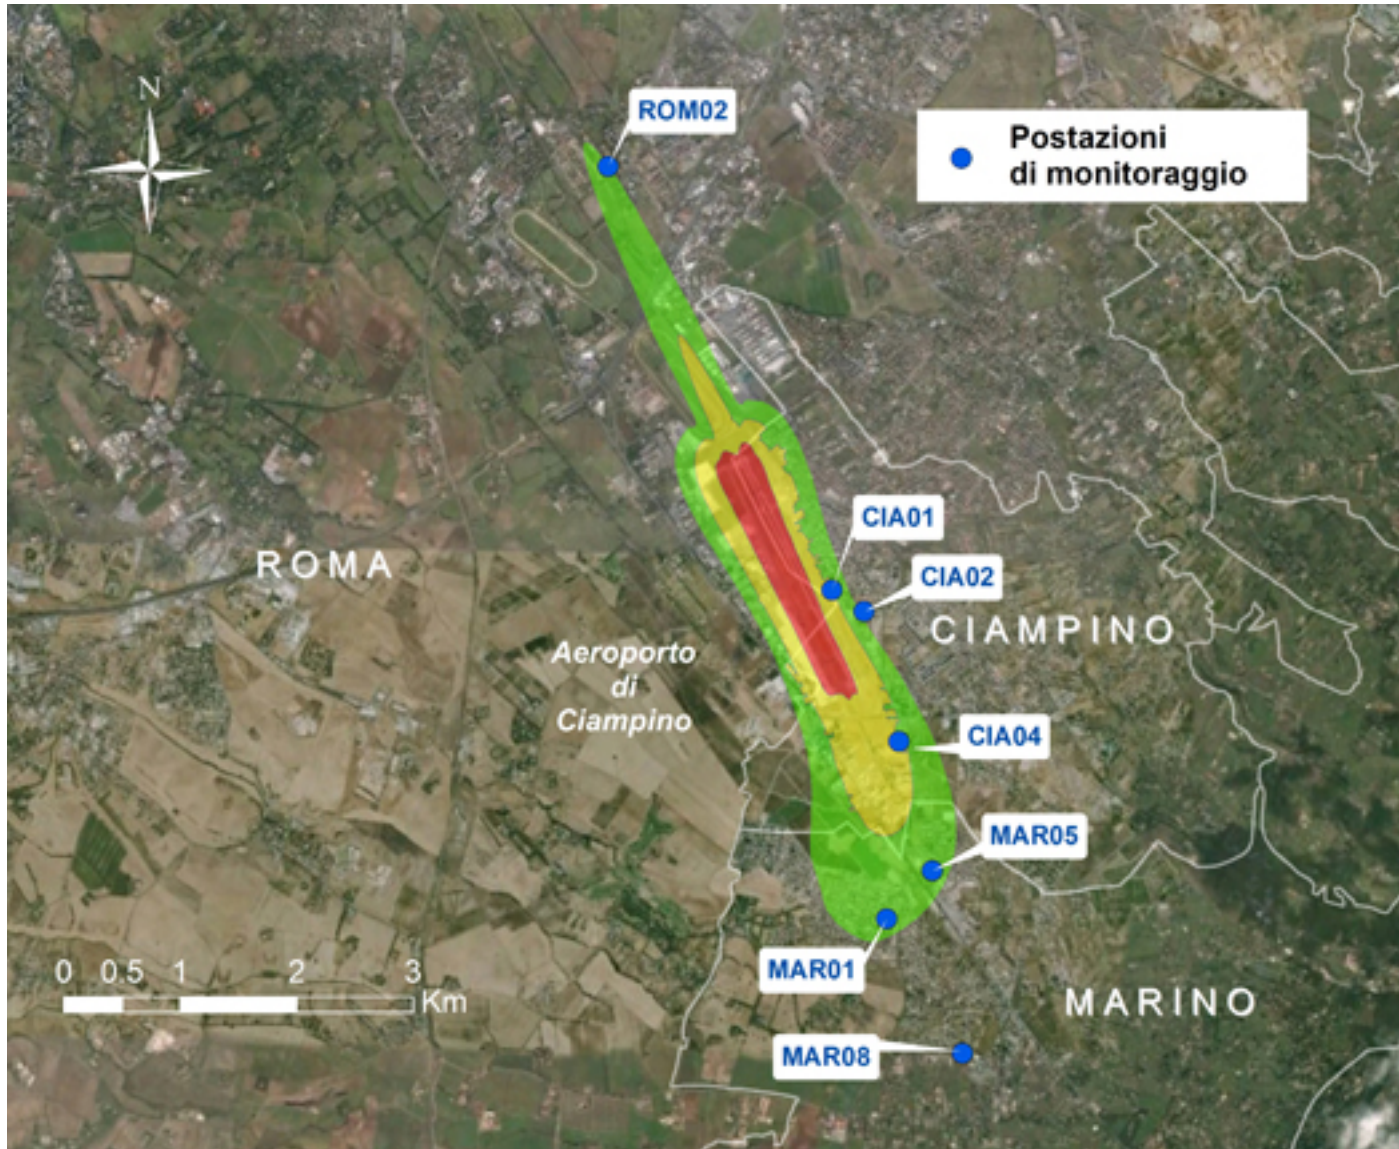 N
ROM02
Postazioni
di monitoraggio
CIA01
ROMA
CIA02
CIAMPINO
Aeroporto
di
Ciampino
CIA04
MAR05
MAR01
0 0.5 1 2 3
Km
MARINO
MAR08